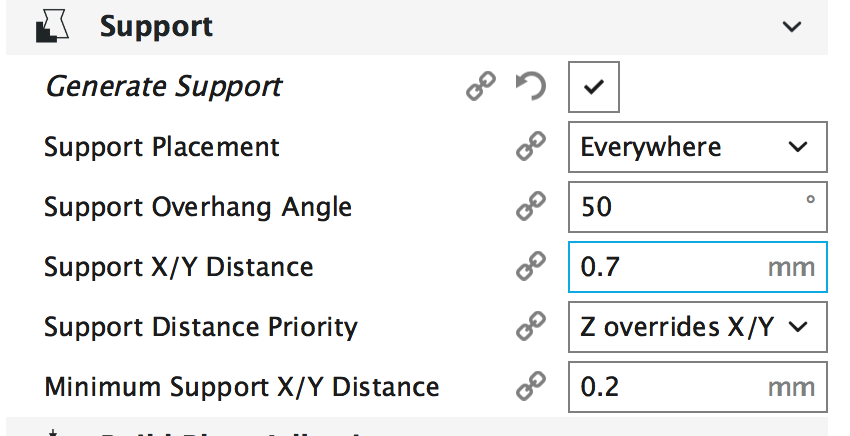 Support
Generate Support
Support Placement Everywhere
Support Overhang Angle 50 °
Support X/Y Distance 0.7 mm
Support Distance Priority Z overrides X/Y
Minimum Support X/Y Distance 0.2 mm